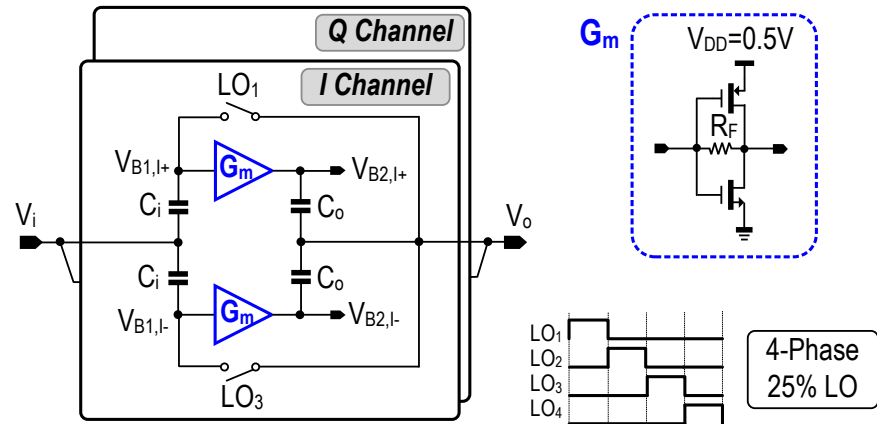 Q Channel
I Channel
LO1
VB1,I+
Gm
VB2,I+
Ci
Co
Vi
Vo
Ci
Co
VB1,I-
Gm
VB2,I-
LO3
Gm
VDD=0.5V
RF
LO1
LO2
LO3
LO4
4-Phase
25% LO